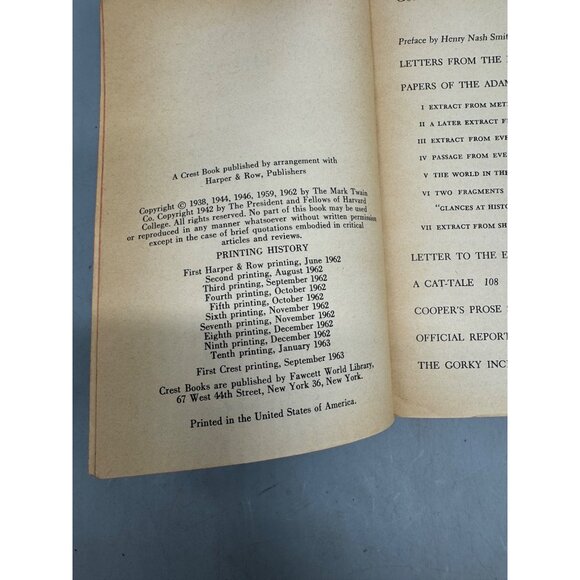 A Crest Book published by arrangement with
Harper & Row, Publishers
Copyright © 1938, 1944, 1946, 1959, 1962 by The Mark Twain
Co. Copyright 1942 by The President and Fellows of Harvard
College. All rights reserved. No part of this book may be used
or reproduced in any manner whatsoever without written permission
except in the case of brief quotations embodied in critical
articles and reviews.
PRINTING HISTORY
First Harper & Row printing, June 1962
Second printing, August 1962
Third printing, September 1962
Fourth printing, October 1962
Fifth printing, October 1962
Sixth printing, November 1962
Seventh printing, November 1962
Eighth printing, December 1962
Ninth printing, December 1962
Tenth printing, January 1963
First Crest printing, September 1963
Crest Books are published by Fawcett World Library,
67 West 44th Street, New York 36, New York.
Printed in the United States of America.
Preface by Henry Nash Smit
LETTERS FROM THE
PAPERS OF THE ADAM
I EXTRACT FROM MET
II A LATER EXTRACT F
III EXTRACT FROM EVE
IV PASSAGE FROM EVE
V THE WORLD IN THE
VI TWO FRAGMENTS
"GLANCES AT HISTO
VII EXTRACT FROM SH
LETTER TO THE E
A CAT-TALE 108
COOPER'S PROSE
OFFICIAL REPORT
THE GORKY INC